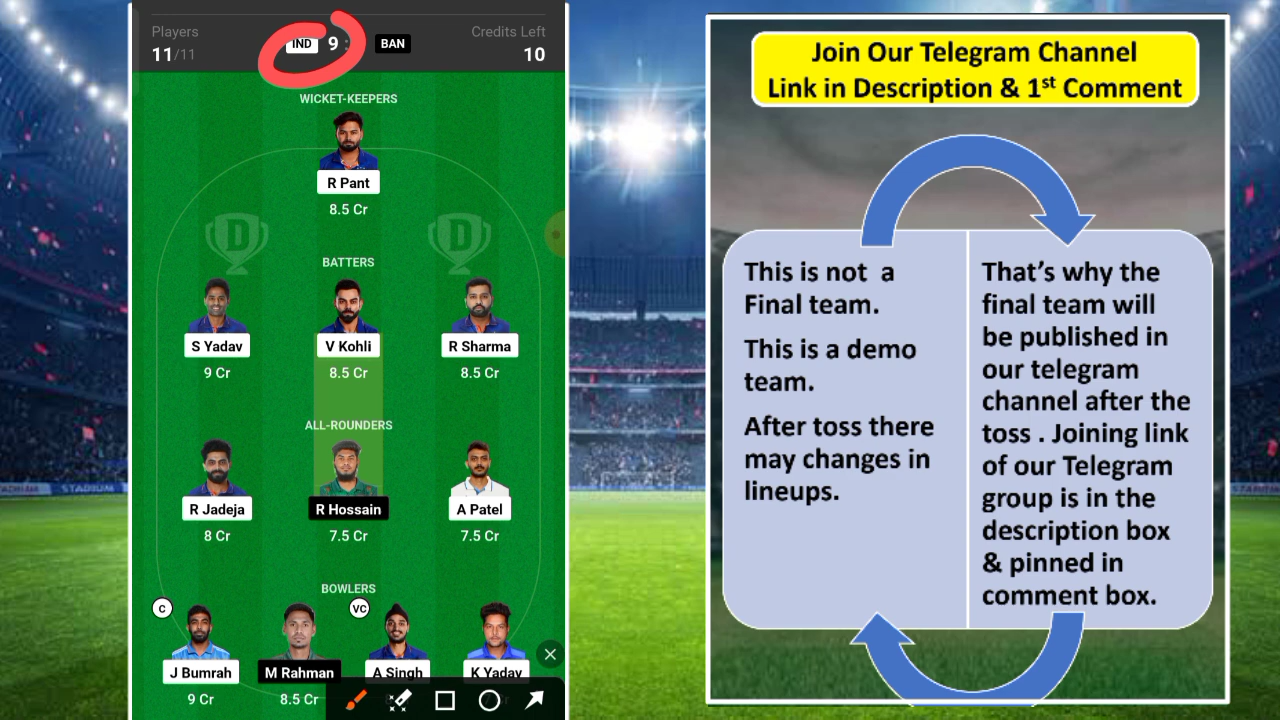 Players
11/11
IND 9 :
BAN
Credits Left
10
WICKET-KEEPERS
D
D
R Pant
8.5 Cr
BATTERS
S Yadav
V Kohli
R Sharma
9 Cr
8.5 Cr
8.5 Cr
ALL-ROUNDERS
R Jadeja
R Hossain
A Patel
8 Cr
7.5 Cr
7.5 Cr
BOWLERS
C
VC
J Bumrah
M Rahman
A Singh
K Yadav
9 Cr
8.5 Cr
Join Our Telegram Channel
Link in Description & 1st Comment
This is not a
Final team.
This is a demo
team.
After toss there
may changes in
lineups.
That's why the
final team will
be published in
our telegram
channel after the
toss . Joining link
of our Telegram
group is in the
description box
& pinned in
comment box.
STADIUM